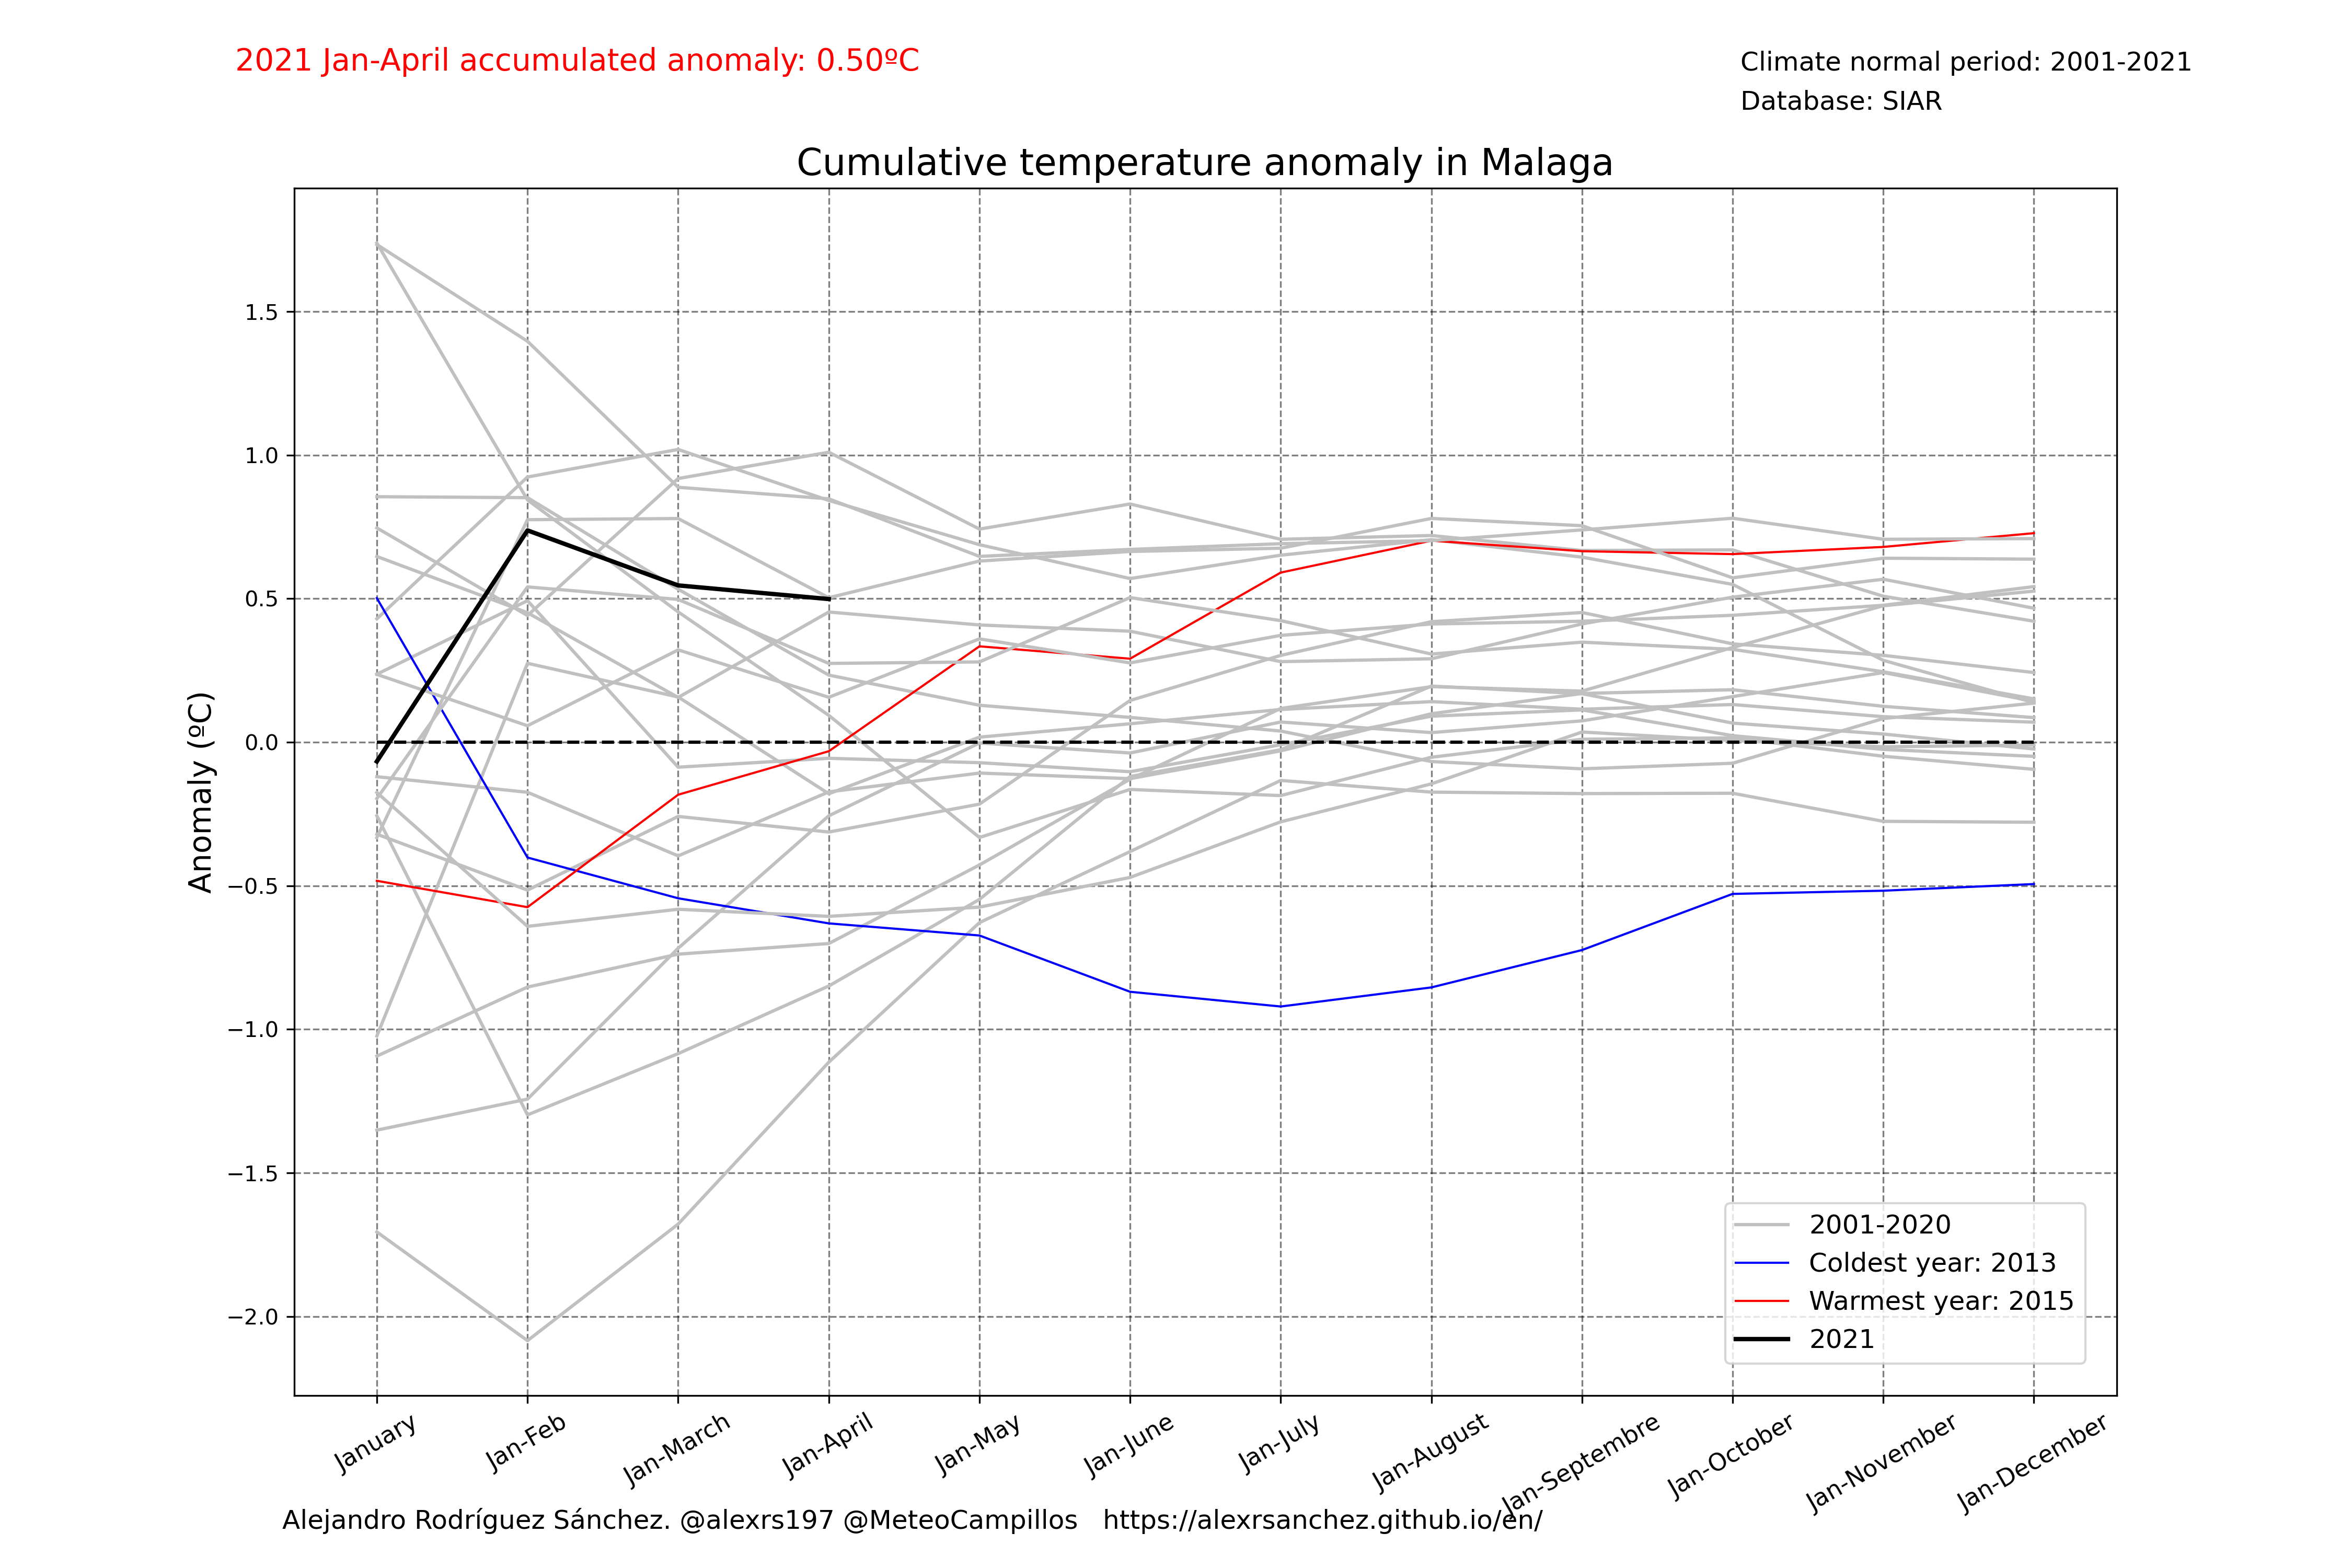 2021 Jan-April accumulated anomaly: 0.50ºC
Climate normal period: 2001-2021
Database: SIAR
Cumulative temperature anomaly in Malaga
Anomaly (ºC)
1.5
1.0
0.5
0.0
−0.5
−1.0
−1.5
−2.0
2001-2020
Coldest year: 2013
Warmest year: 2015
2021
January
Jan-Feb
Jan-March
Jan-April
Jan-May
Jan-June
Jan-July
Jan-August
Jan-Septembre
Jan-October
Jan-November
Jan-December
Alejandro Rodríguez Sánchez. @alexrs197 @MeteoCampillos https://alexrsanchez.github.io/en/